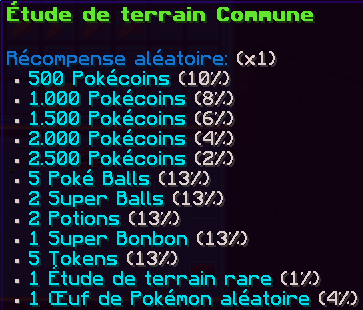 Étude de terrain Commune
Récompense aléatoire: (x1)
▪ 500 Pokécoins (10%)
▪ 1.000 Pokécoins (8%)
▪ 1.500 Pokécoins (6%)
▪ 2.000 Pokécoins (4%)
▪ 2.500 Pokécoins (2%)
▪ 5 Poké Balls (13%)
▪ 2 Super Balls (13%)
▪ 2 Potions (13%)
▪ 1 Super Bonbon (13%)
▪ 5 Tokens (13%)
▪ 1 Étude de terrain rare (1%)
▪ 1 Œuf de Pokémon aléatoire (4%)